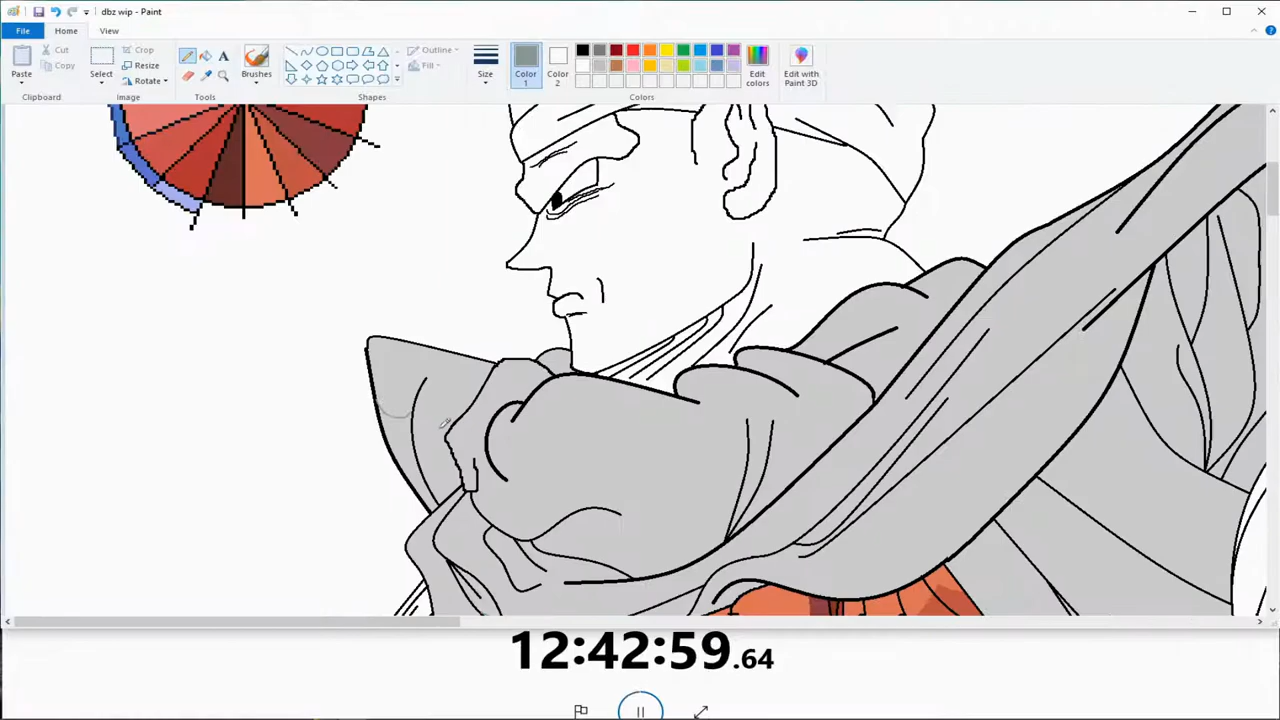 dbz wip - Paint
File
Home
View
Paste
Cut
Copy
Clipboard
Select
Crop
Resize
Rotate
Image
A
Tools
Brushes
Outline
Fill
Shapes
Size
Color 1
Color 2
Edit colors
Colors
Edit with Paint 3D
12:42:59.64